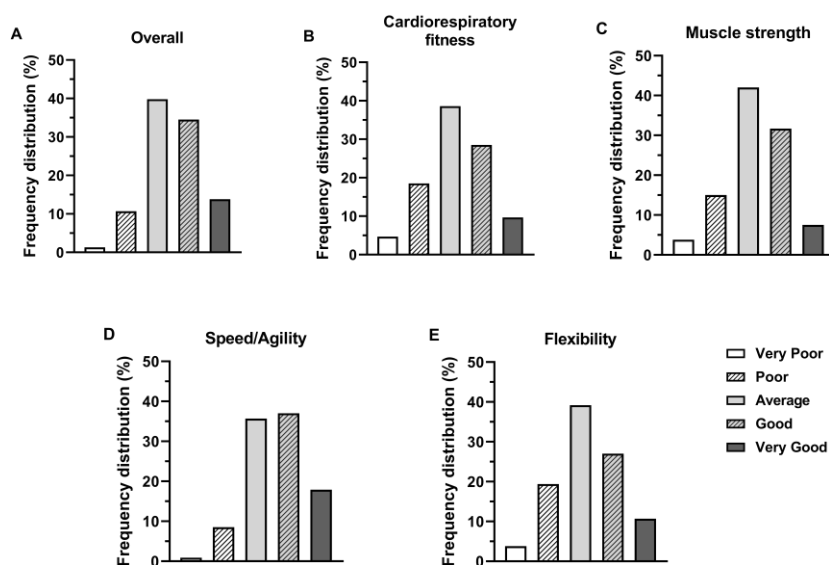 A
Overall
Frequency distribution (%)
50
40
30
20
10
0
B
Cardiorespiratory
fitness
Frequency distribution (%)
50
40
30
20
10
0
C
Muscle strength
Frequency distribution (%)
50
40
30
20
10
0
D
Speed/Agility
Frequency distribution (%)
50
40
30
20
10
0
E
Flexibility
Frequency distribution (%)
50
40
30
20
10
0
Very Poor
Poor
Average
Good
Very Good